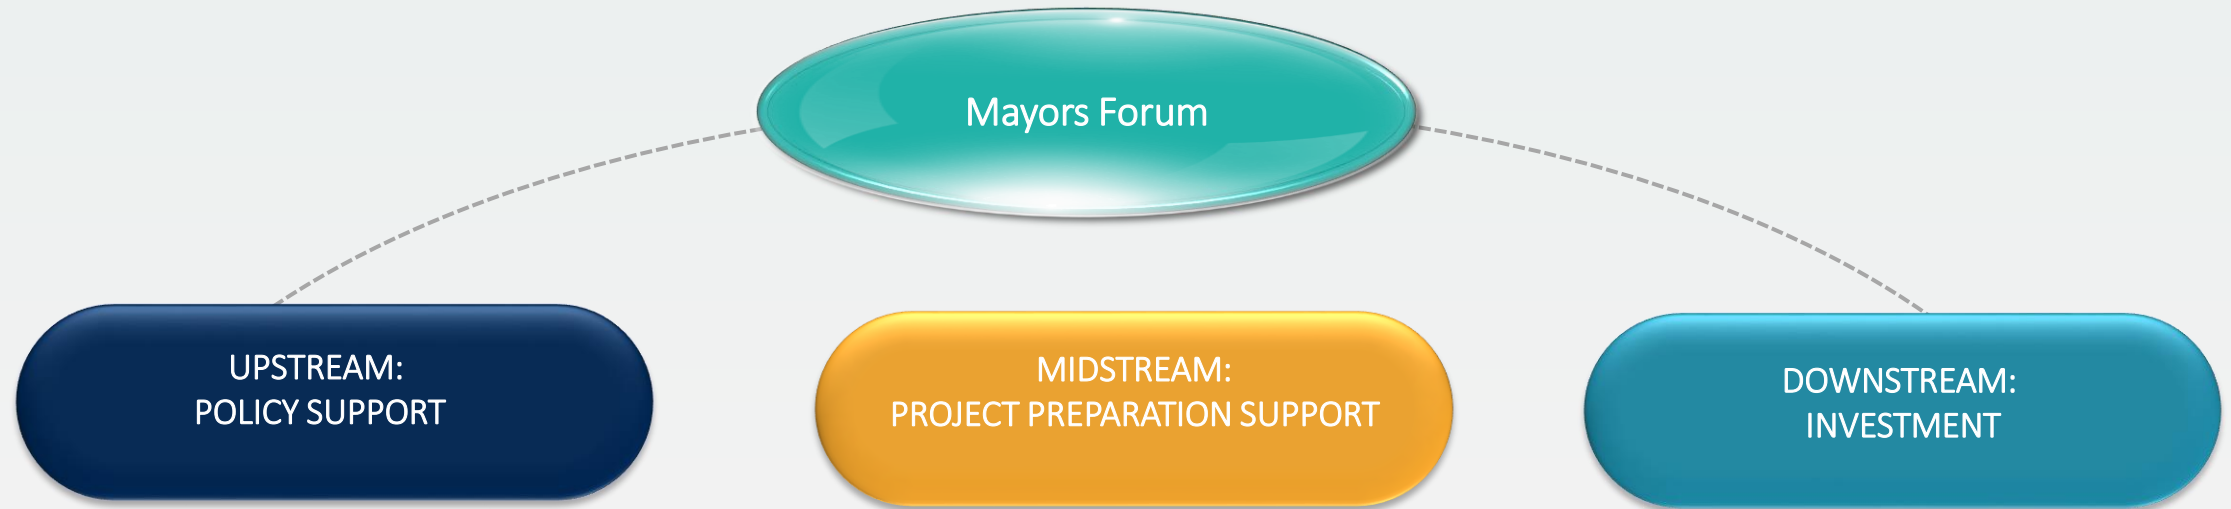 Mayors Forum
UPSTREAM:
POLICY SUPPORT
MIDSTREAM:
PROJECT PREPARATION SUPPORT
DOWNSTREAM:
INVESTMENT